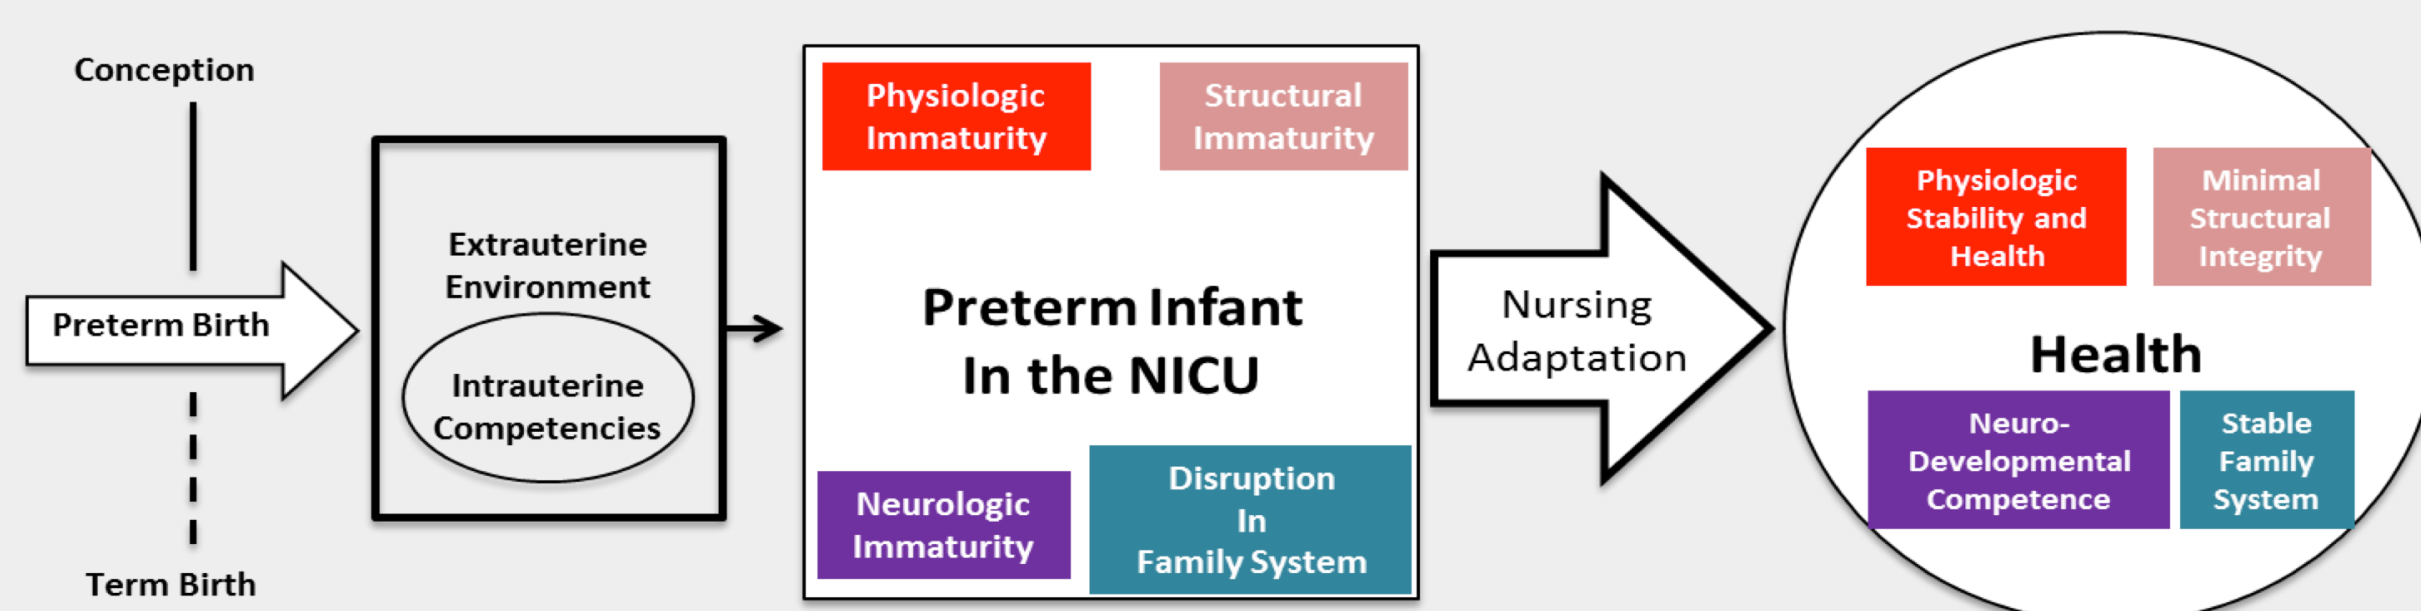 Conception
Preterm Birth
Term Birth
Extrauterine
Environment
Intrauterine
Competencies
Physiologic
Immaturity
Structural
Immaturity
Preterm Infant
In the NICU
Neurologic
Immaturity
Disruption
In
Family System
Nursing
Adaptation
Physiologic
Stability and
Health
Minimal
Structural
Integrity
Health
Neuro-
Developmental
Competence
Stable
Family
System